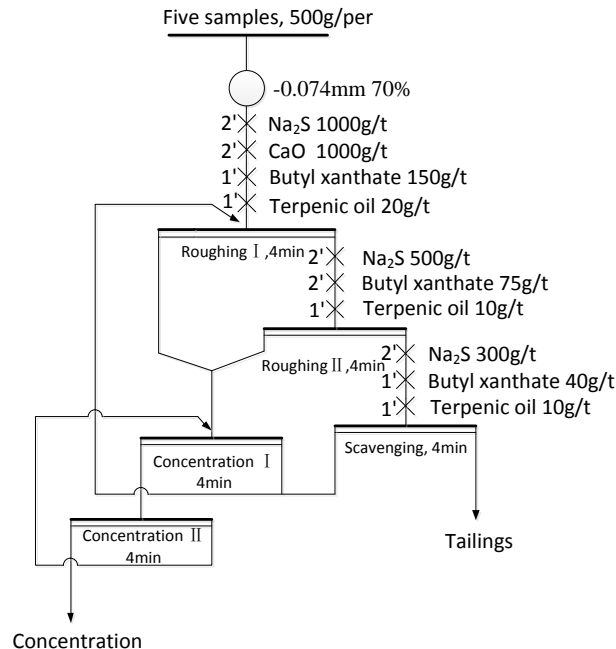 Five samples, 500g/per
-0.074mm 70%
2' Na₂S 1000g/t
2' CaO 1000g/t
1' Butyl xanthate 150g/t
1' Terpenic oil 20g/t
Roughing Ⅰ ,4min
2' Na₂S 500g/t
2' Butyl xanthate 75g/t
1' Terpenic oil 10g/t
Roughing Ⅱ ,4min
2' Na₂S 300g/t
1' Butyl xanthate 40g/t
1' Terpenic oil 10g/t
Concentration Ⅰ
4min
Scavenging, 4min
Concentration Ⅱ
4min
Tailings
Concentration